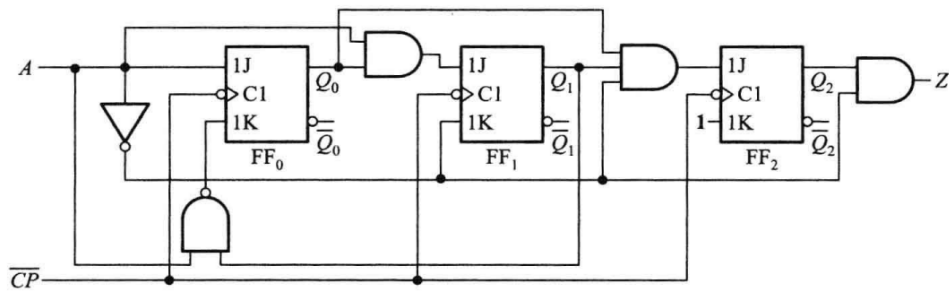 A
1J
C1
1K
Q₀
Q̅₀
FF₀
1J
C1
1K
Q₁
Q̅₁
FF₁
1J
C1
1
1K
Q₂
Q̅₂
FF₂
Z
C̅P̅